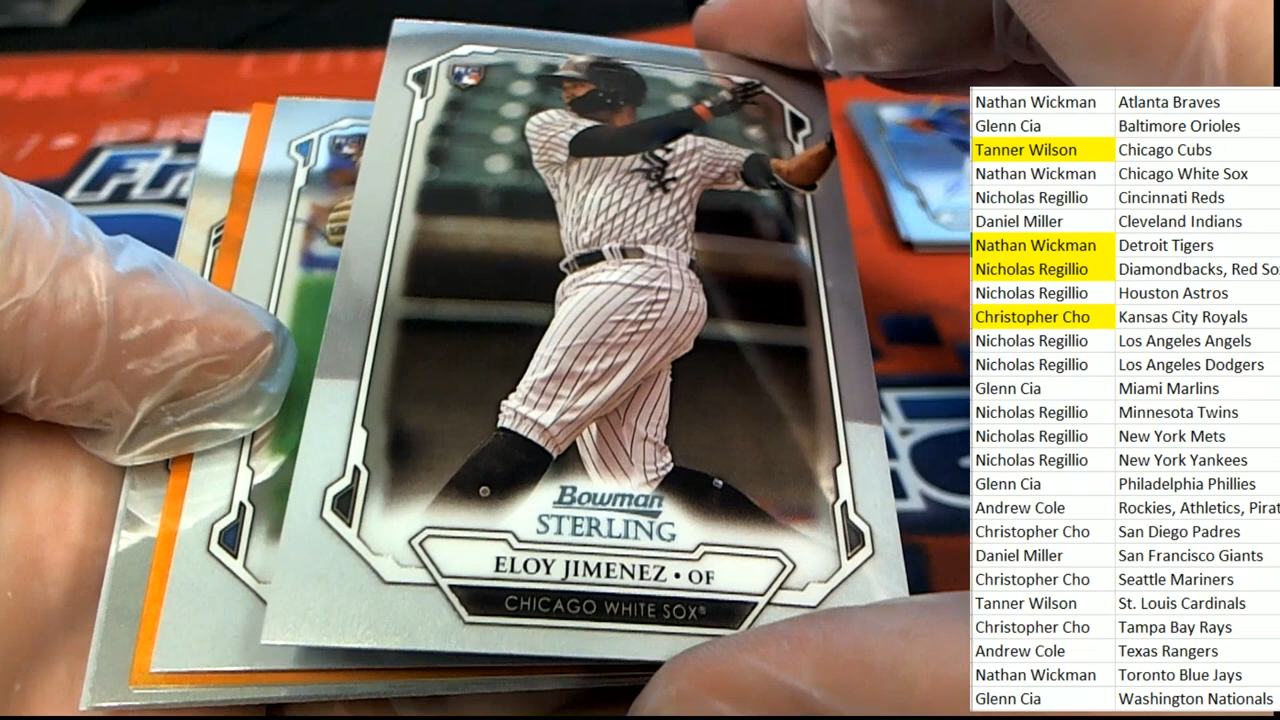 RC
Sox
Bowman
STERLING
ELOY JIMENEZ • OF
CHICAGO WHITE SOX®
Nathan Wickman Atlanta Braves
Glenn Cia Baltimore Orioles
Tanner Wilson Chicago Cubs
Nathan Wickman Chicago White Sox
Nicholas Regillio Cincinnati Reds
Daniel Miller Cleveland Indians
Nathan Wickman Detroit Tigers
Nicholas Regillio Diamondbacks, Red So
Nicholas Regillio Houston Astros
Christopher Cho Kansas City Royals
Nicholas Regillio Los Angeles Angels
Nicholas Regillio Los Angeles Dodgers
Glenn Cia Miami Marlins
Nicholas Regillio Minnesota Twins
Nicholas Regillio New York Mets
Nicholas Regillio New York Yankees
Glenn Cia Philadelphia Phillies
Andrew Cole Rockies, Athletics, Pirat
Christopher Cho San Diego Padres
Daniel Miller San Francisco Giants
Christopher Cho Seattle Mariners
Tanner Wilson St. Louis Cardinals
Christopher Cho Tampa Bay Rays
Andrew Cole Texas Rangers
Nathan Wickman Toronto Blue Jays
Glenn Cia Washington Nationals